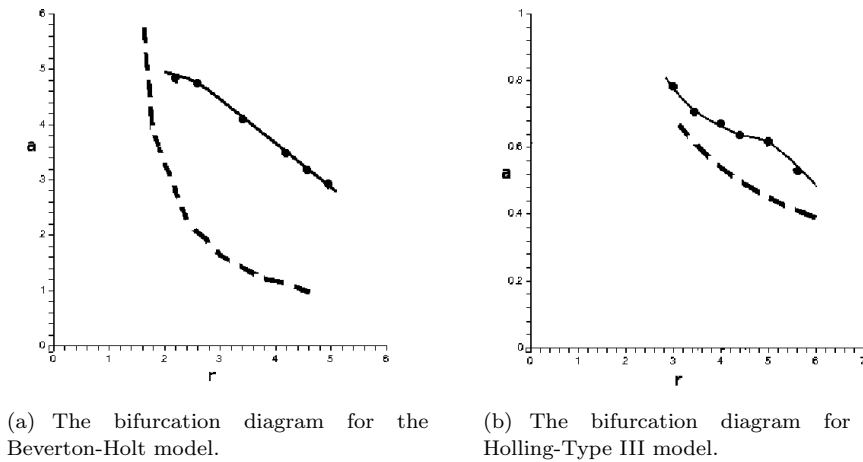 6
5
4
3
2
1
0
a
0 1 2 3 4 5 6
r
1
0.8
0.6
0.4
0.2
0
a
0 1 2 3 4 5 6 7
r
(a) The bifurcation diagram for the
Beverton-Holt model.
(b) The bifurcation diagram for
Holling-Type III model.